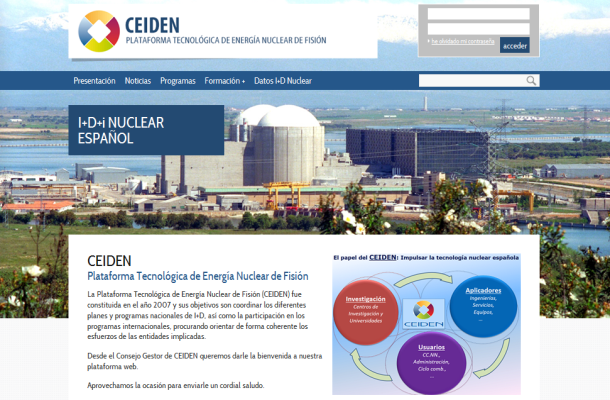 CEIDEN
PLATAFORMA TECNOLÓGICA DE ENERGÍA NUCLEAR DE FISIÓN
he olvidado mi contraseña
acceder
Presentación Noticias Programas Formación Datos I+D Nuclear
I+D+i NUCLEAR
ESPAÑOL
CEIDEN
Plataforma Tecnológica de Energía Nuclear de Fisión
La Plataforma Tecnológica de Energía Nuclear de Fisión (CEIDEN) fue
constituida en el año 2007 y sus objetivos son coordinar los diferentes
planes y programas nacionales de I+D, así como la participación en los
programas internacionales, procurando orientar de forma coherente los
esfuerzos de las entidades implicadas.
Desde el Consejo Gestor de CEIDEN queremos darle la bienvenida a nuestra
plataforma web.
Aprovechamos la ocasión para enviarle un cordial saludo.
El papel del CEIDEN: Impulsar la tecnología nuclear española
Investigación
Centros de
Investigación y
Universidades
Aplicadores
Ingenierías,
Servicios,
Equipos,
...
CEIDEN
Usuarios
CC.NN.,
Administración,
Ciclo comb.,
...